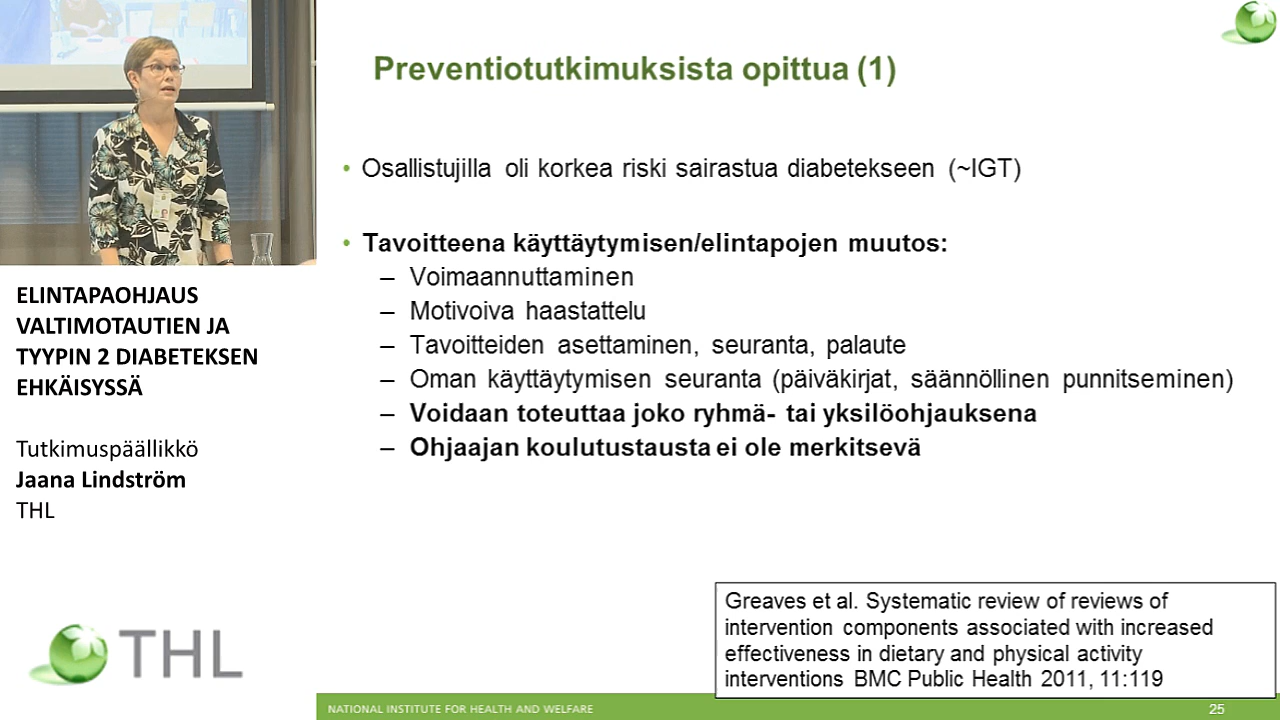 Preventiotutkimuksista opittua (1)
• Osallistujilla oli korkea riski sairastua diabetekseen (~IGT)
• Tavoitteena käyttäytymisen/elintapojen muutos:
– Voimaannuttaminen
– Motivoiva haastattelu
– Tavoitteiden asettaminen, seuranta, palaute
– Oman käyttäytymisen seuranta (päiväkirjat, säännöllinen punnitseminen)
– Voidaan toteuttaa joko ryhmä- tai yksilöohjauksena
– Ohjaajan koulutustausta ei ole merkitsevä
ELINTAPAOHJAUS
VALTIMOTAUTIEN JA
TYYPIN 2 DIABETEKSEN
EHKÄISYSSÄ
Tutkimuspäällikkö
Jaana Lindström
THL
THL
Greaves et al. Systematic review of reviews of
intervention components associated with increased
effectiveness in dietary and physical activity
interventions BMC Public Health 2011, 11:119
NATIONAL INSTITUTE FOR HEALTH AND WELFARE
25